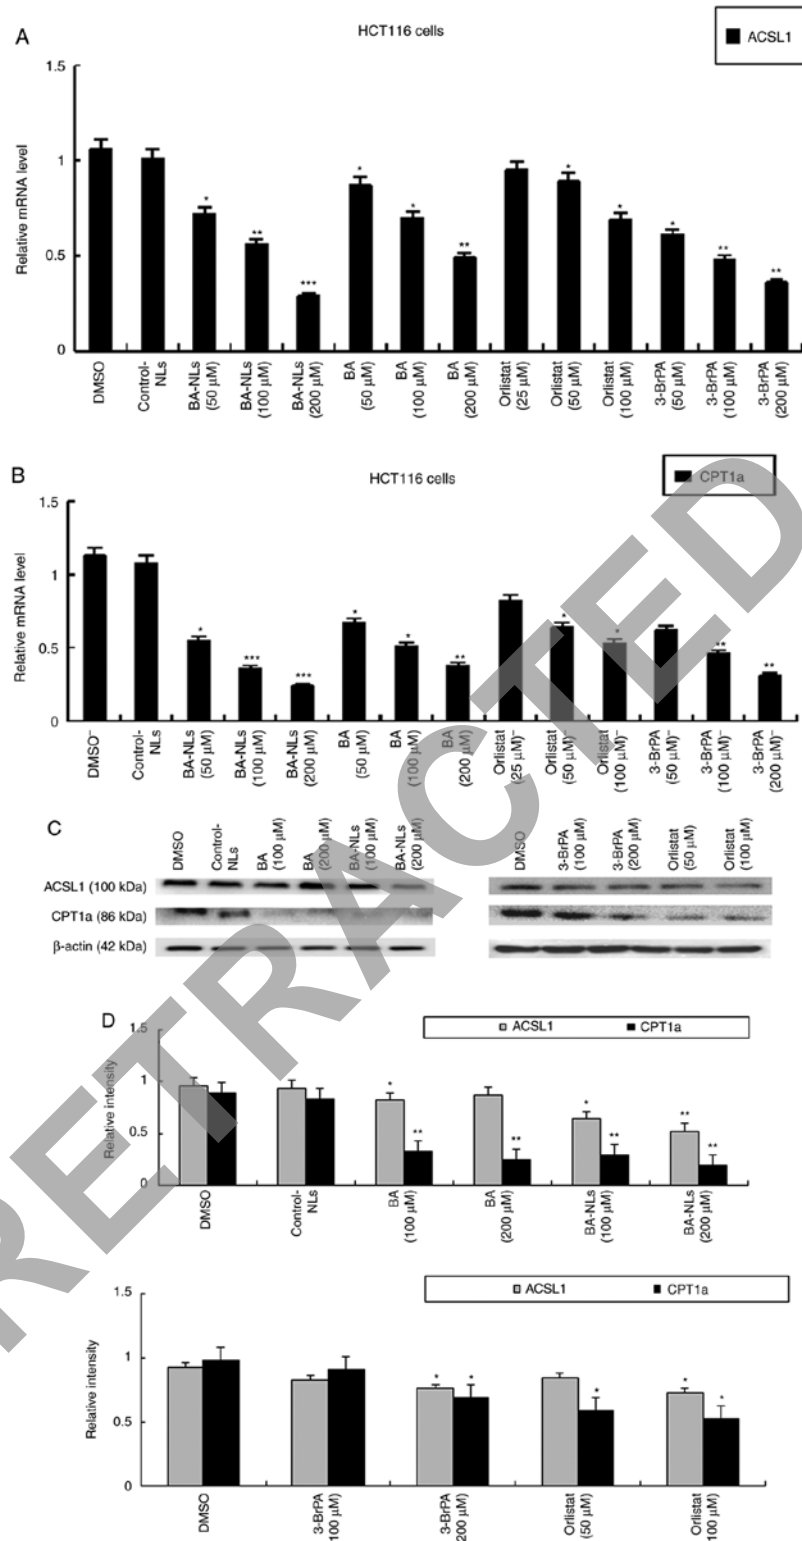 A
HCT116 cells
ACSL1
Relative mRNA level
1.5
1
0.5
0
* ** *** * * ** * * * ** **
DMSO
Control-
NLs
BA-NLs
(50 µM)
BA-NLs
(100 µM)
BA-NLs
(200 µM)
BA
(50 µM)
BA
(100 µM)
BA
(200 µM)
Orlistat
(25 µM)
Orlistat
(50 µM)
Orlistat
(100 µM)
3-BrPA
(50 µM)
3-BrPA
(100 µM)
3-BrPA
(200 µM)
B
HCT116 cells
CPT1a
Relative mRNA level
1.5
1
0.5
0
* *** *** * * ** * * ** **
DMSO
Control-
NLs
BA-NLs
(50 µM)
BA-NLs
(100 µM)
BA-NLs
(200 µM)
BA
(50 µM)
BA
(100 µM)
BA
(200 µM)
Orlistat
(25 µM)
Orlistat
(50 µM)
Orlistat
(100 µM)
3-BrPA
(50 µM)
3-BrPA
(100 µM)
3-BrPA
(200 µM)
C
DMSO
Control-
NLs
BA
(100 µM)
BA
(200 µM)
BA-NLs
(100 µM)
BA-NLs
(200 µM)
DMSO
3-BrPA
(100 µM)
3-BrPA
(200 µM)
Orlistat
(50 µM)
Orlistat
(100 µM)
ACSL1 (100 kDa)
CPT1a (86 kDa)
β-actin (42 kDa)
D
ACSL1 CPT1a
Relative intensity
1.5
1
0.5
0
* ** ** * ** ** **
DMSO
Control-
NLs
BA
(100 µM)
BA
(200 µM)
BA-NLs
(100 µM)
BA-NLs
(200 µM)
ACSL1 CPT1a
Relative intensity
1.5
1
0.5
0
* * * * *
DMSO
3-BrPA
100 µM)
3-BrPA
200 µM)
Orlistat
(50 µM)
Orlistat
100 µM)
RETRACTED